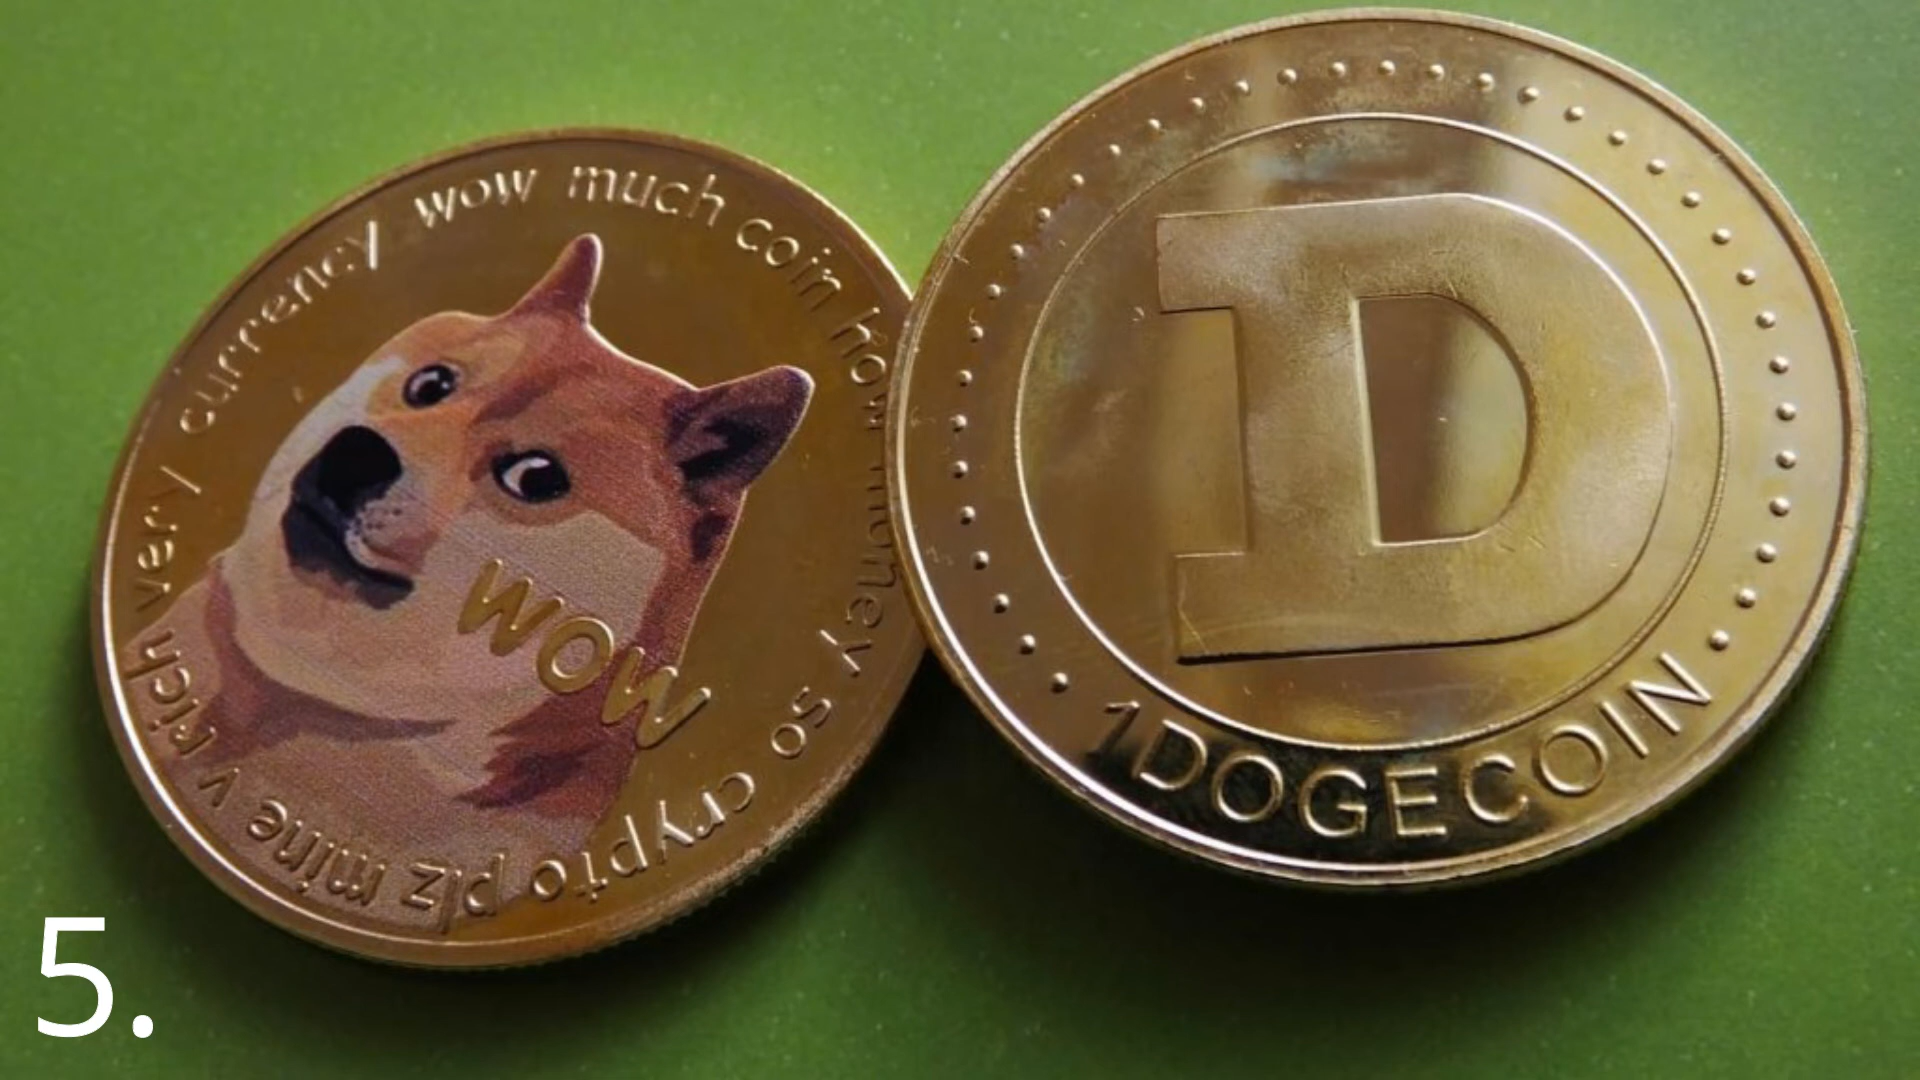 very currency wow much coin how money so crypto plz mine v rich
wow
1 DOGECOIN
D
5.